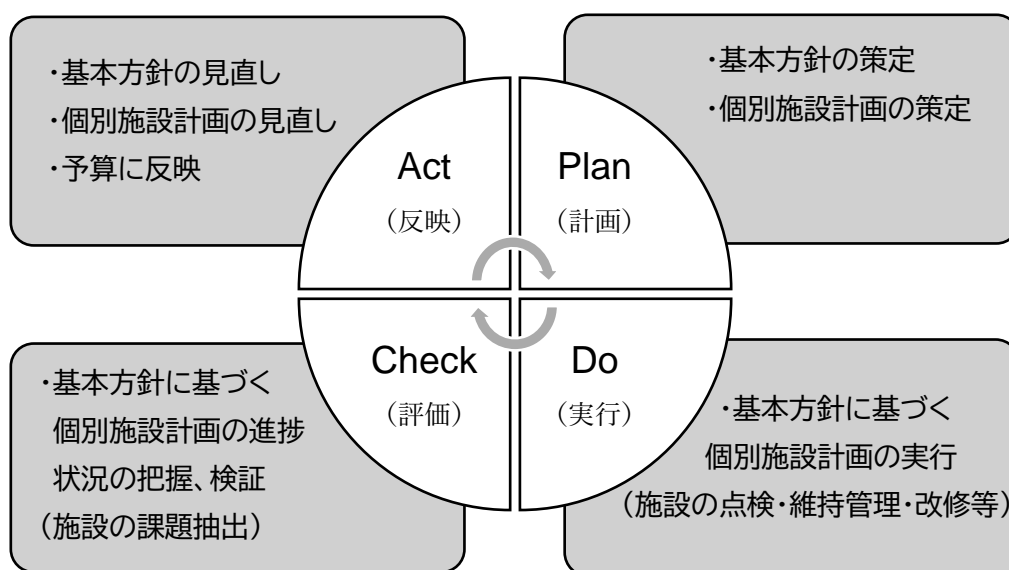 ・基本方針の見直し
・個別施設計画の見直し
・予算に反映
Act
（反映）
Plan
（計画）
・基本方針の策定
・個別施設計画の策定
・基本方針に基づく
個別施設計画の進捗
状況の把握、検証
（施設の課題抽出）
Check
（評価）
Do
（実行）
・基本方針に基づく
個別施設計画の実行
（施設の点検・維持管理・改修等）